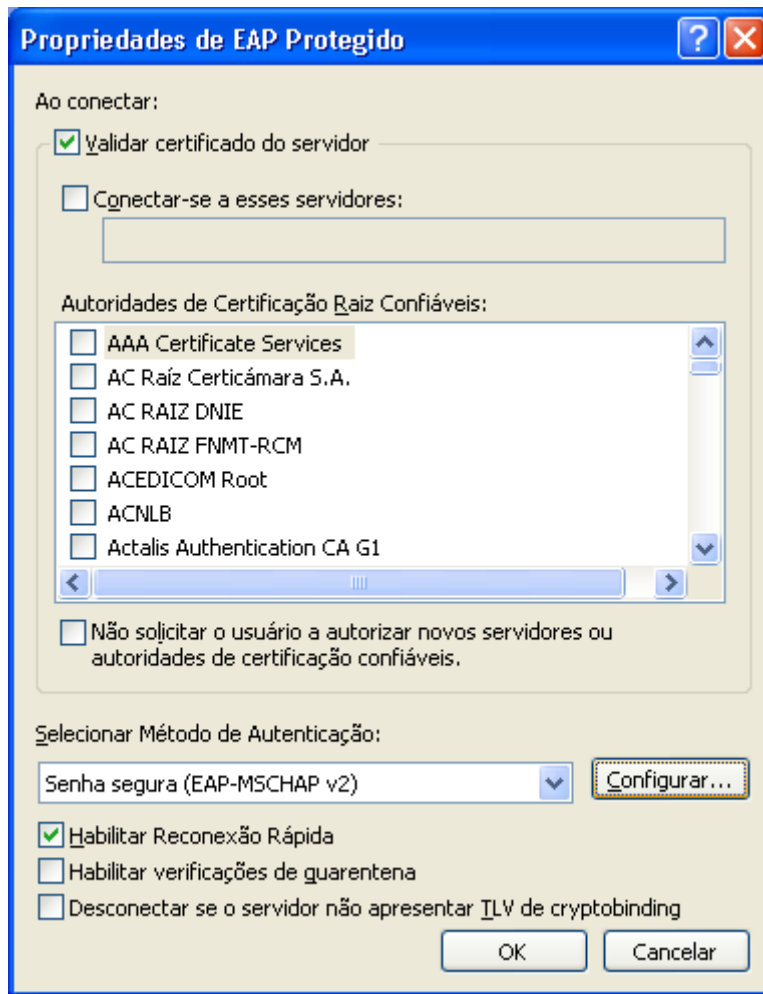 Propriedades de EAP Protegido
Ao conectar:
Validar certificado do servidor
Conectar-se a esses servidores:
Autoridades de Certificação Raiz Confiáveis:
AAA Certificate Services
AC Raíz Certicámara S.A.
AC RAIZ DNIE
AC RAIZ FNMT-RCM
ACEDICOM Root
ACNLB
Actalis Authentication CA G1
Não solicitar o usuário a autorizar novos servidores ou
autoridades de certificação confiáveis.
Selecionar Método de Autenticação:
Senha segura (EAP-MSCHAP v2)
Configurar...
Habilitar Reconexão Rápida
Habilitar verificações de guarentena
Desconectar se o servidor não apresentar TLV de cryptobinding
OK Cancelar